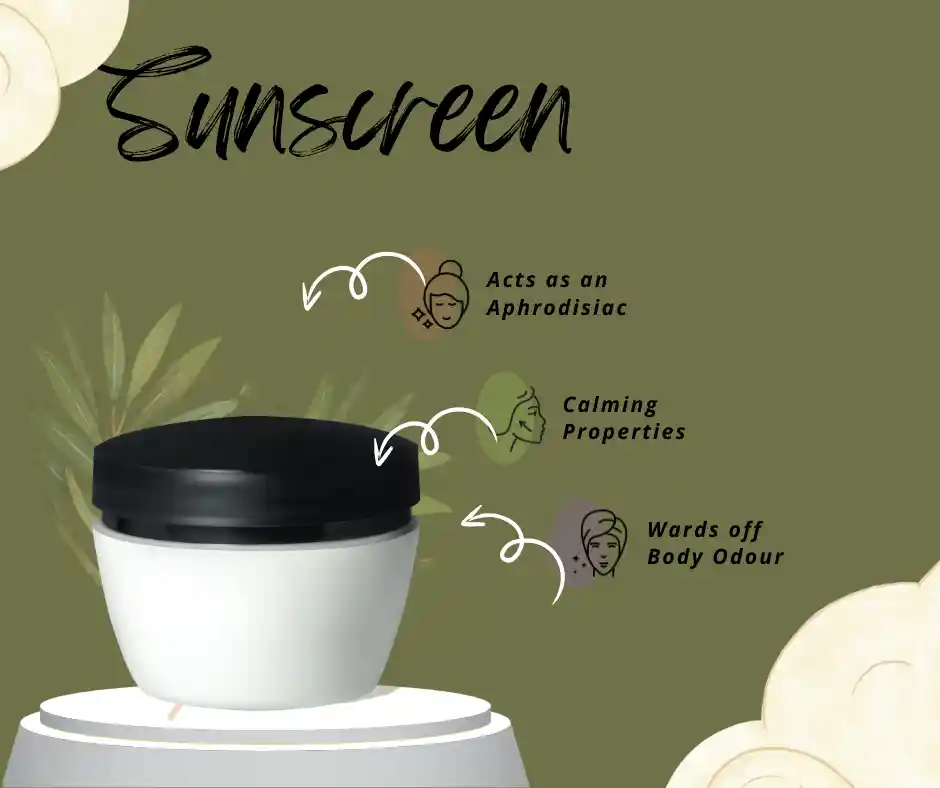 Sunscreen
Acts as an
Aphrodisiac
Calming
Properties
Wards off
Body Odour